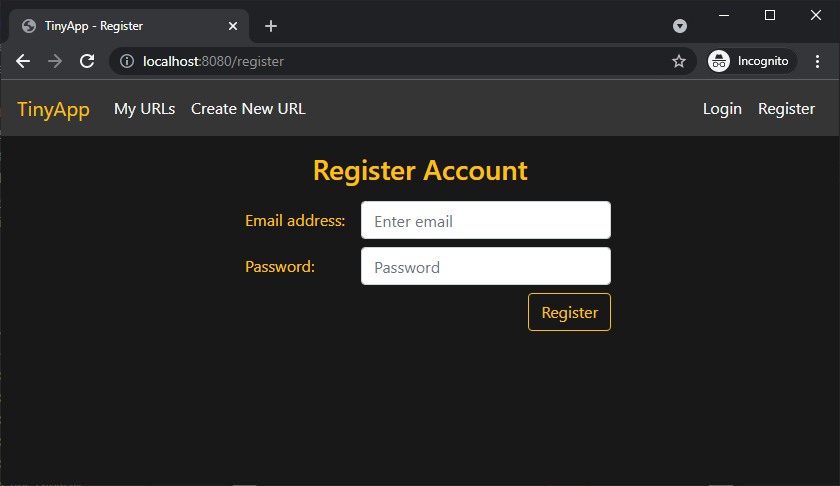 TinyApp - Register
localhost:8080/register
Incognito
TinyApp My URLs Create New URL Login Register
Register Account
Email address: Enter email
Password: Password
Register